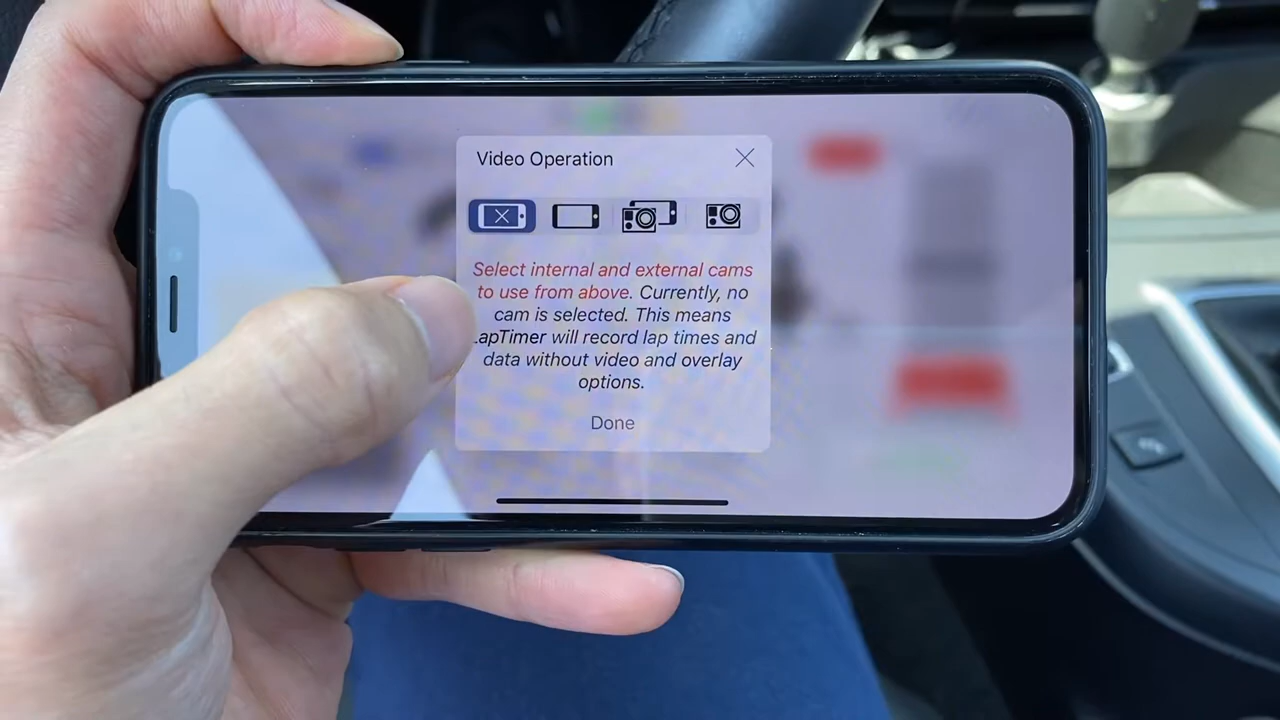 Video Operation
Select internal and external cams
to use from above. Currently, no
cam is selected. This means
LapTimer will record lap times and
data without video and overlay
options.
Done